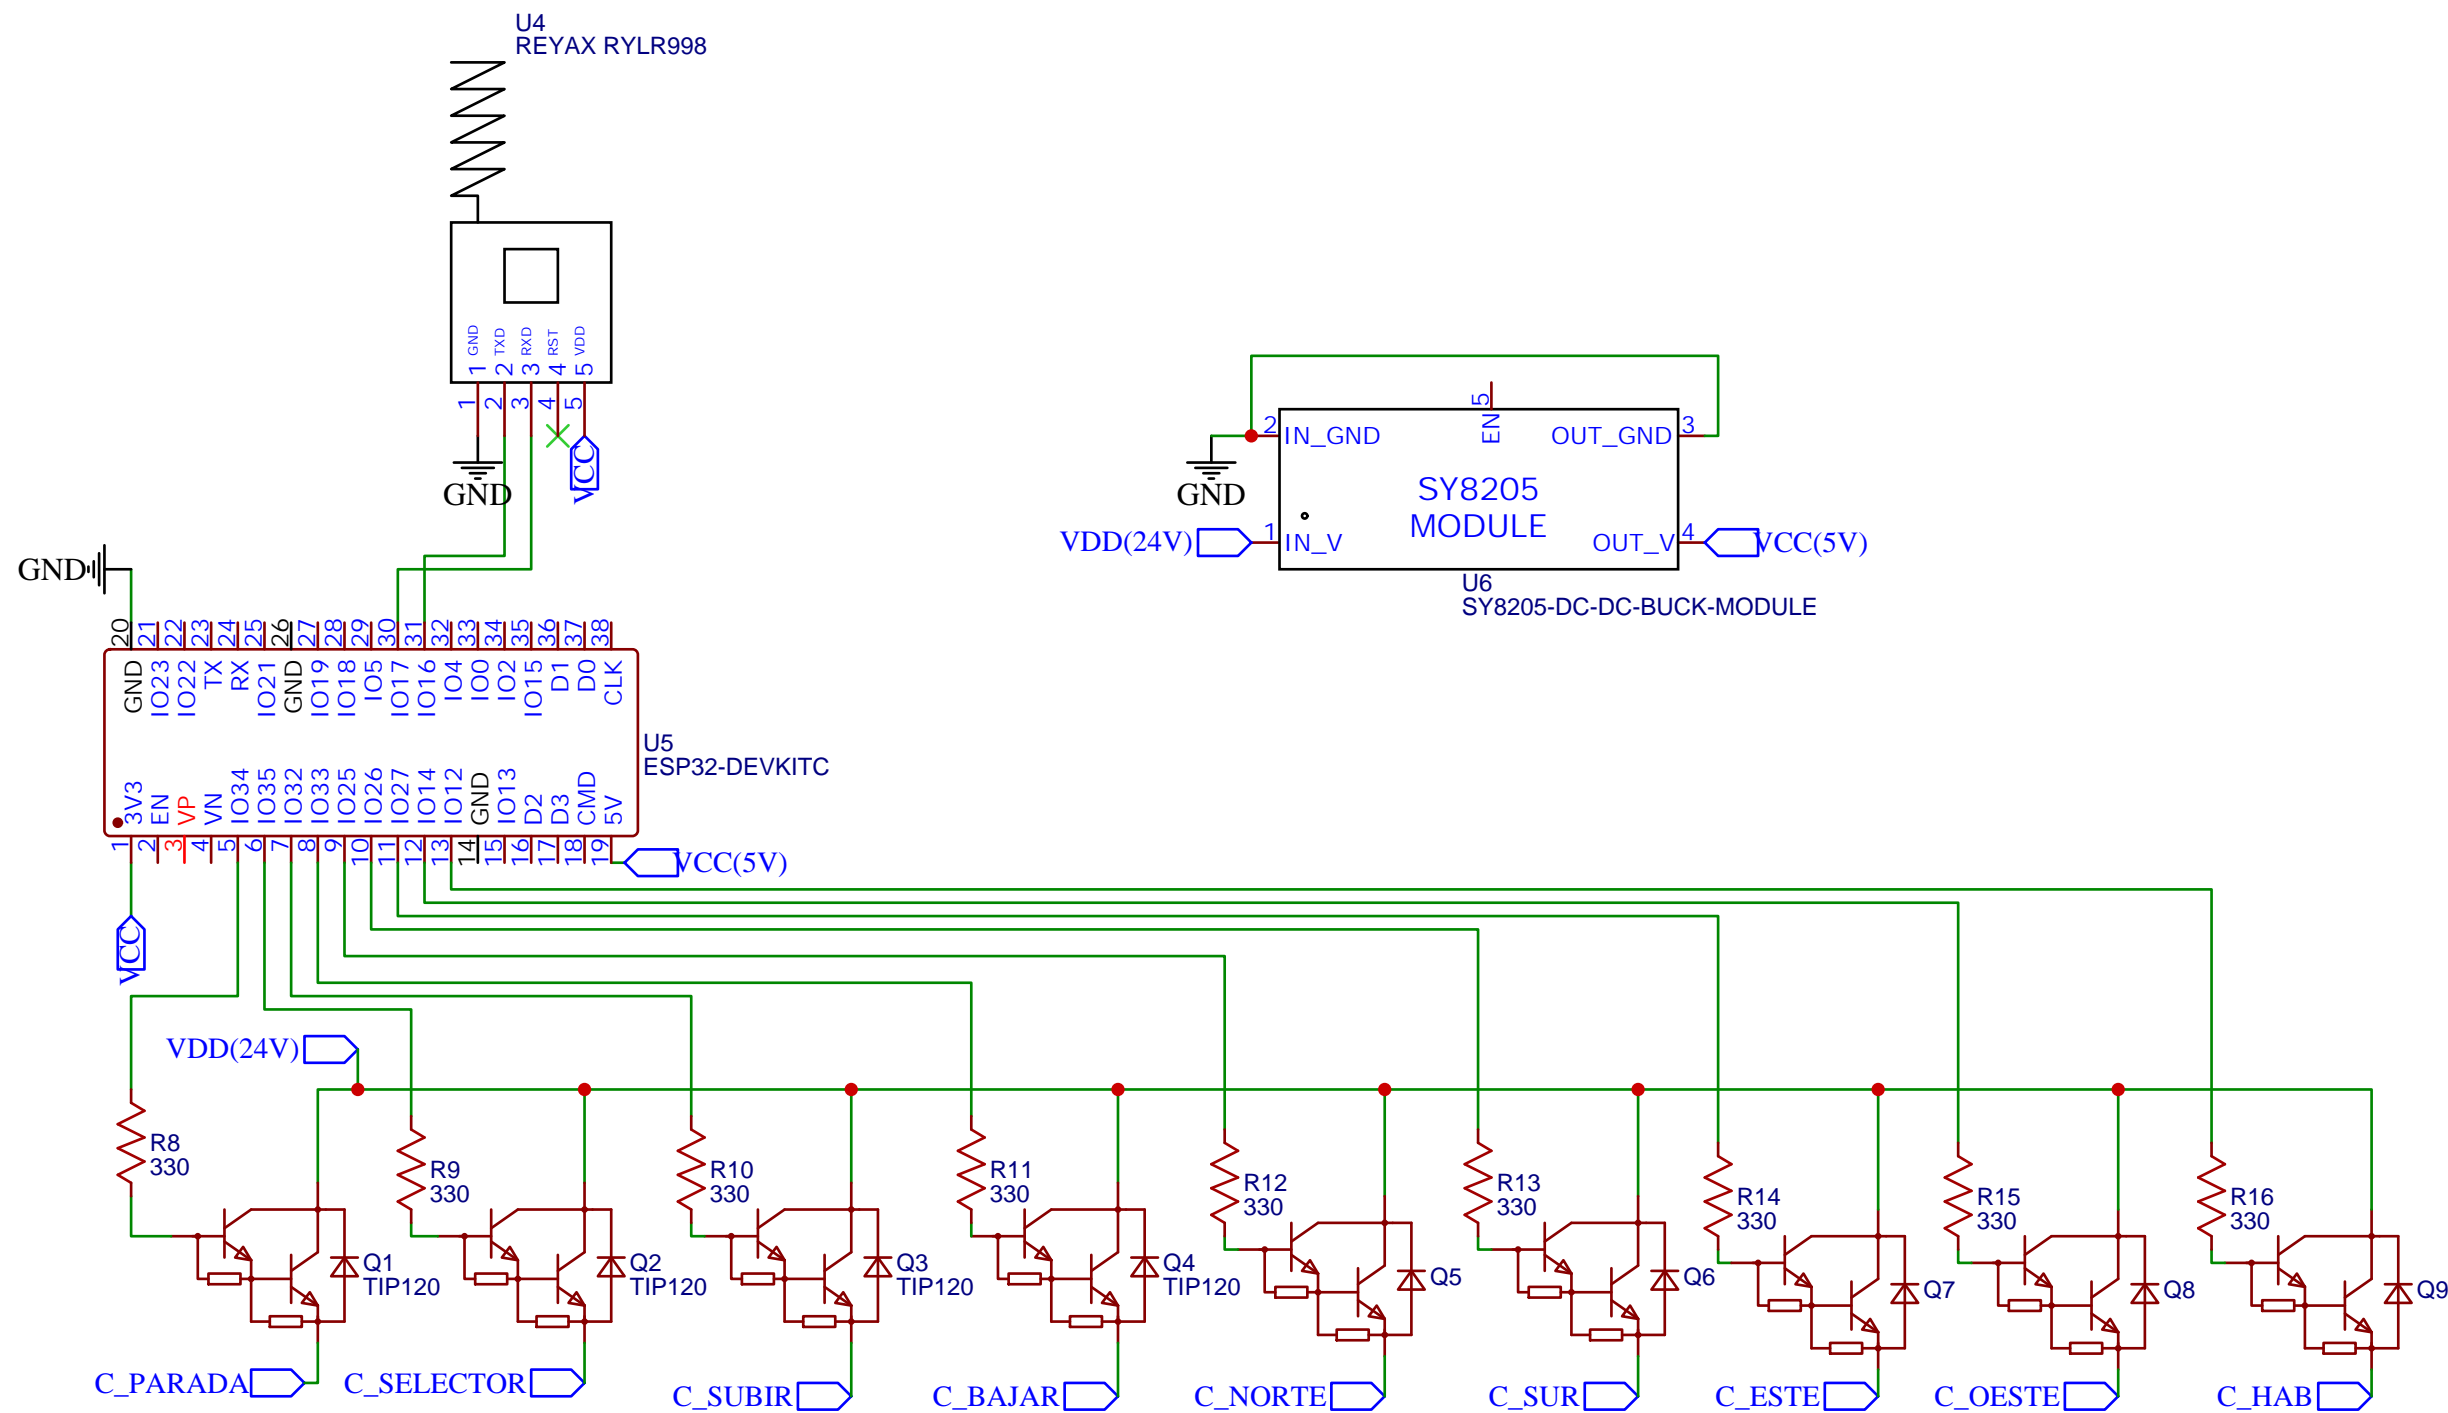 U4
REYAX RYLR998
GND
TXD
RXD
RST
VDD
1
2
3
4
5
1
2
3
4
5
GND
VCC
5
2
IN_GND
EN
OUT_GND
3
GND
SY8205
MODULE
VDD(24V)
1
IN_V
OUT_V
4
VCC(5V)
U6
SY8205-DC-DC-BUCK-MODULE
GND
20
21
22
23
24
25
26
27
28
29
30
31
32
33
34
35
36
37
38
GND
IO23
IO22
TX
RX
IO21
GND
IO19
IO18
IO5
IO17
IO16
IO4
IO0
IO2
IO15
D1
D0
CLK
U5
ESP32-DEVKITC
3V3
EN
VP
VN
IO34
IO35
IO32
IO33
IO25
IO26
IO27
IO14
IO12
GND
IO13
D2
D3
CMD
5V
1
2
3
4
5
6
7
8
9
10
11
12
13
14
15
16
17
18
19
VCC(5V)
VCC
VDD(24V)
R8
330
R9
330
R10
330
R11
330
R12
330
R13
330
R14
330
R15
330
R16
330
Q1
TIP120
Q2
TIP120
Q3
TIP120
Q4
TIP120
Q5
Q6
Q7
Q8
Q9
C_PARADA
C_SELECTOR
C_SUBIR
C_BAJAR
C_NORTE
C_SUR
C_ESTE
C_OESTE
C_HAB